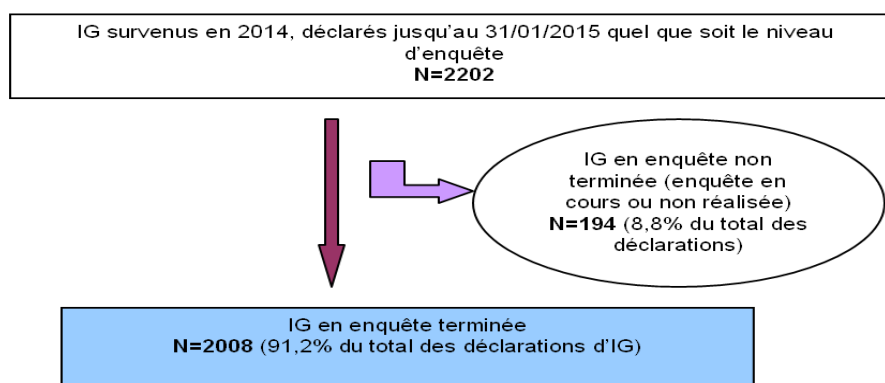 IG survenus en 2014, déclarés jusqu'au 31/01/2015 quel que soit le niveau
d'enquête
N=2202
IG en enquête non
terminée (enquête en
cours ou non réalisée)
N=194 (8,8% du total des
déclarations)
IG en enquête terminée
N=2008 (91,2% du total des déclarations d'IG)